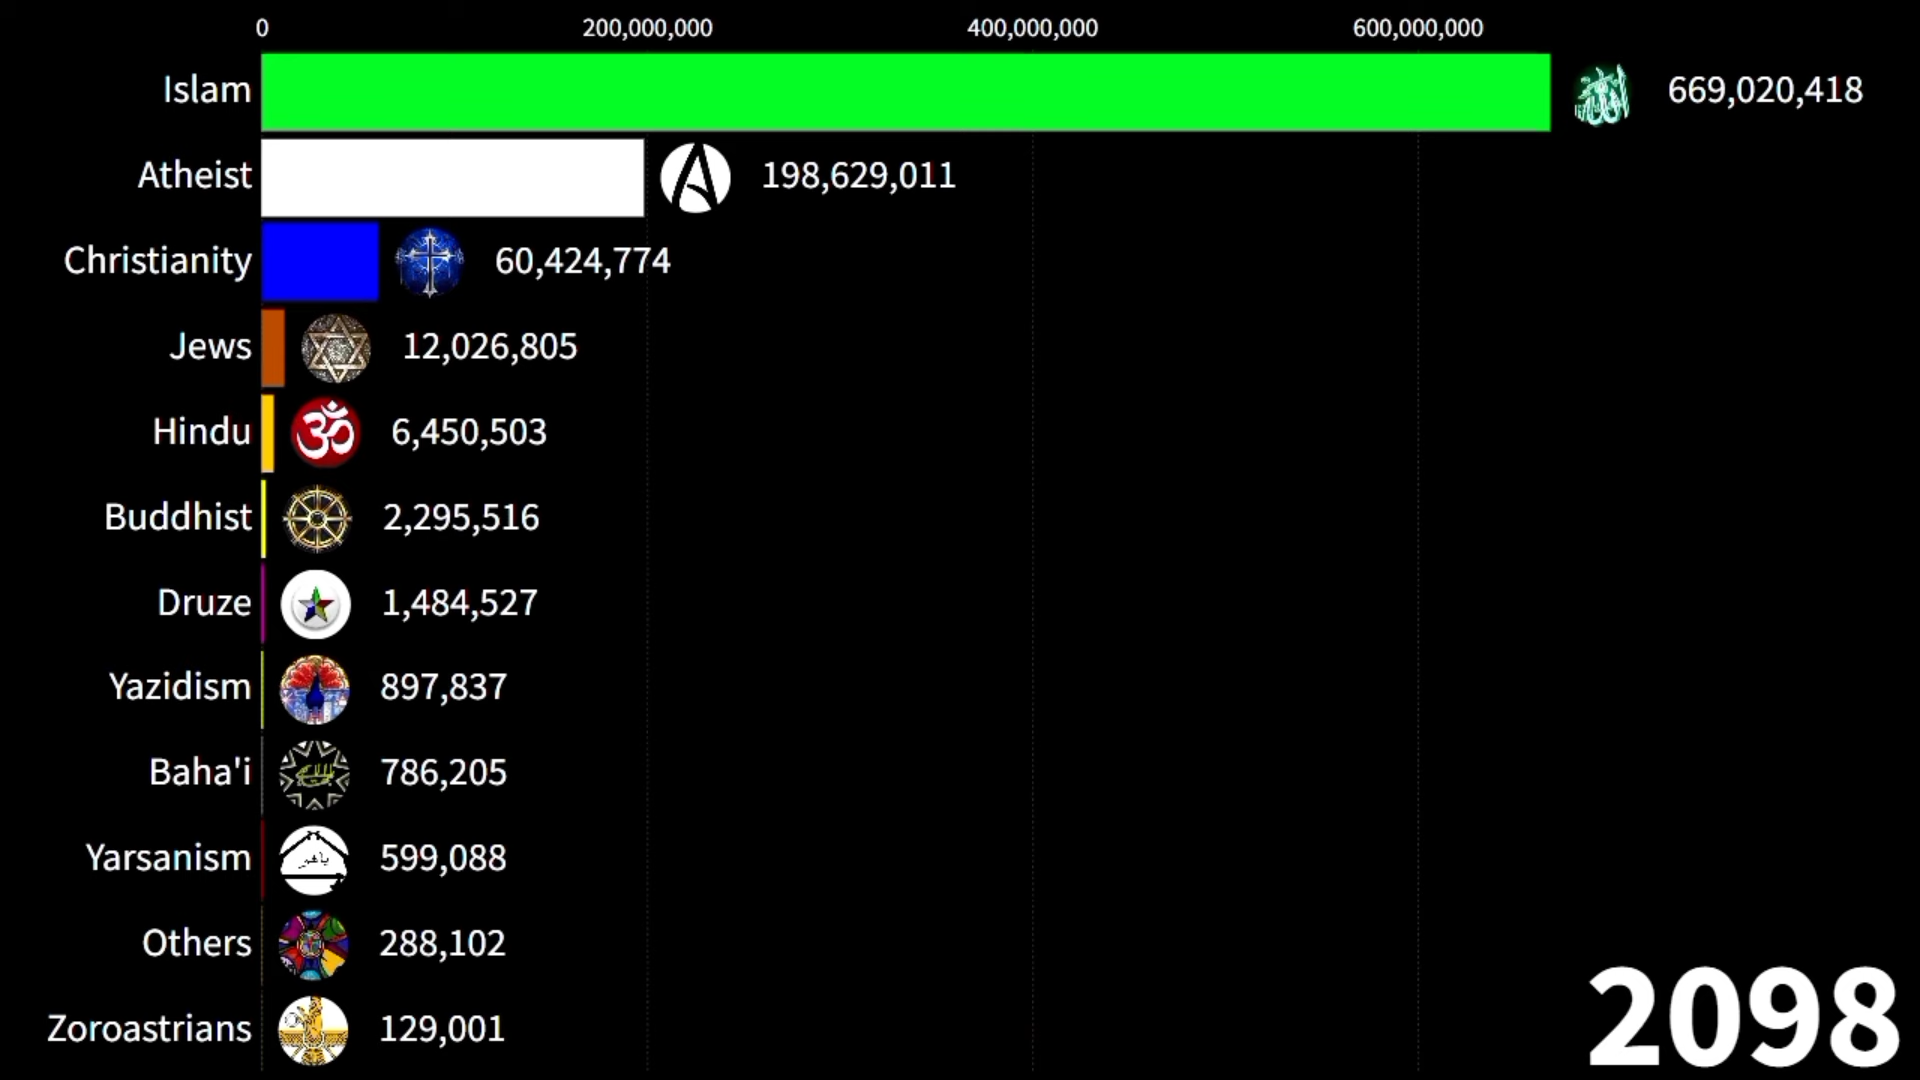 0 200,000,000 400,000,000 600,000,000
Islam 669,020,418
Atheist 198,629,011
Christianity 60,424,774
Jews 12,026,805
Hindu 6,450,503
Buddhist 2,295,516
Druze 1,484,527
Yazidism 897,837
Baha'i 786,205
Yarsanism 599,088
Others 288,102
Zoroastrians 129,001
2098